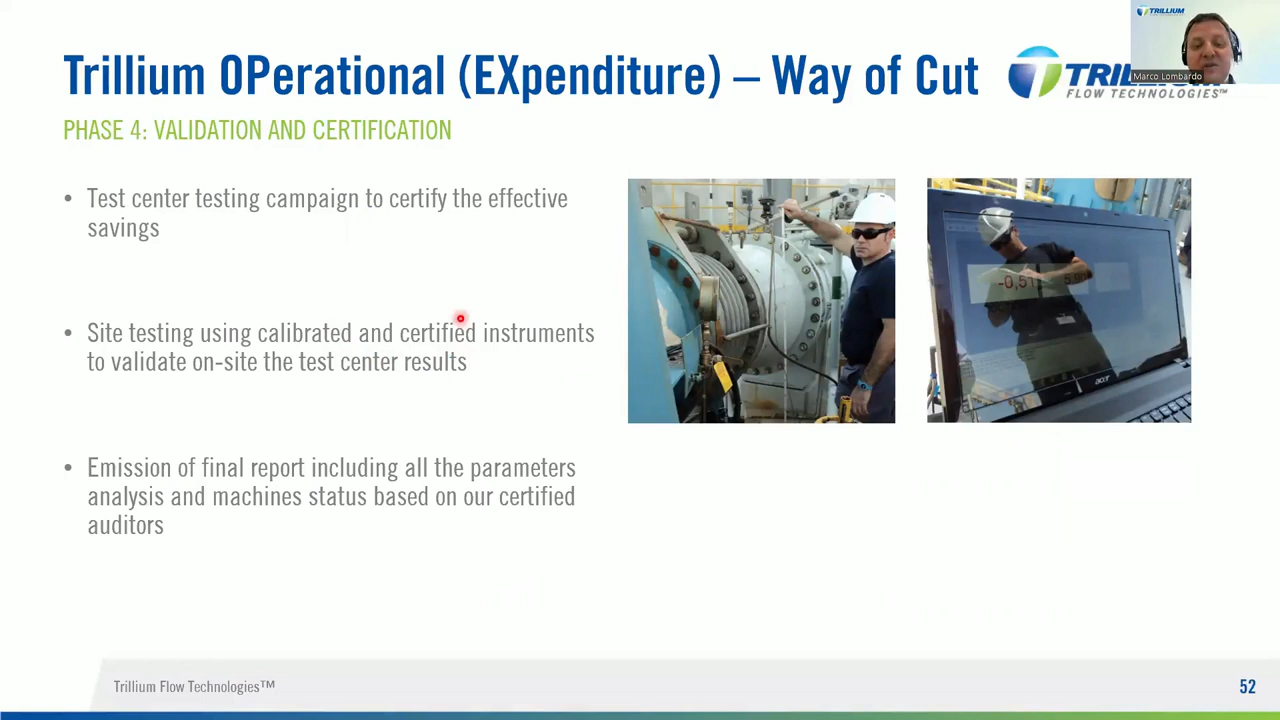 TRILLIUM
Trillium OPerational (EXpenditure) – Way of Cut
FLOW TECHNOLOGIES™
Marco Lombardo
PHASE 4: VALIDATION AND CERTIFICATION
• Test center testing campaign to certify the effective
savings
• Site testing using calibrated and certified instruments
to validate on-site the test center results
• Emission of final report including all the parameters
analysis and machines status based on our certified
auditors
acer
Trillium Flow Technologies™
52